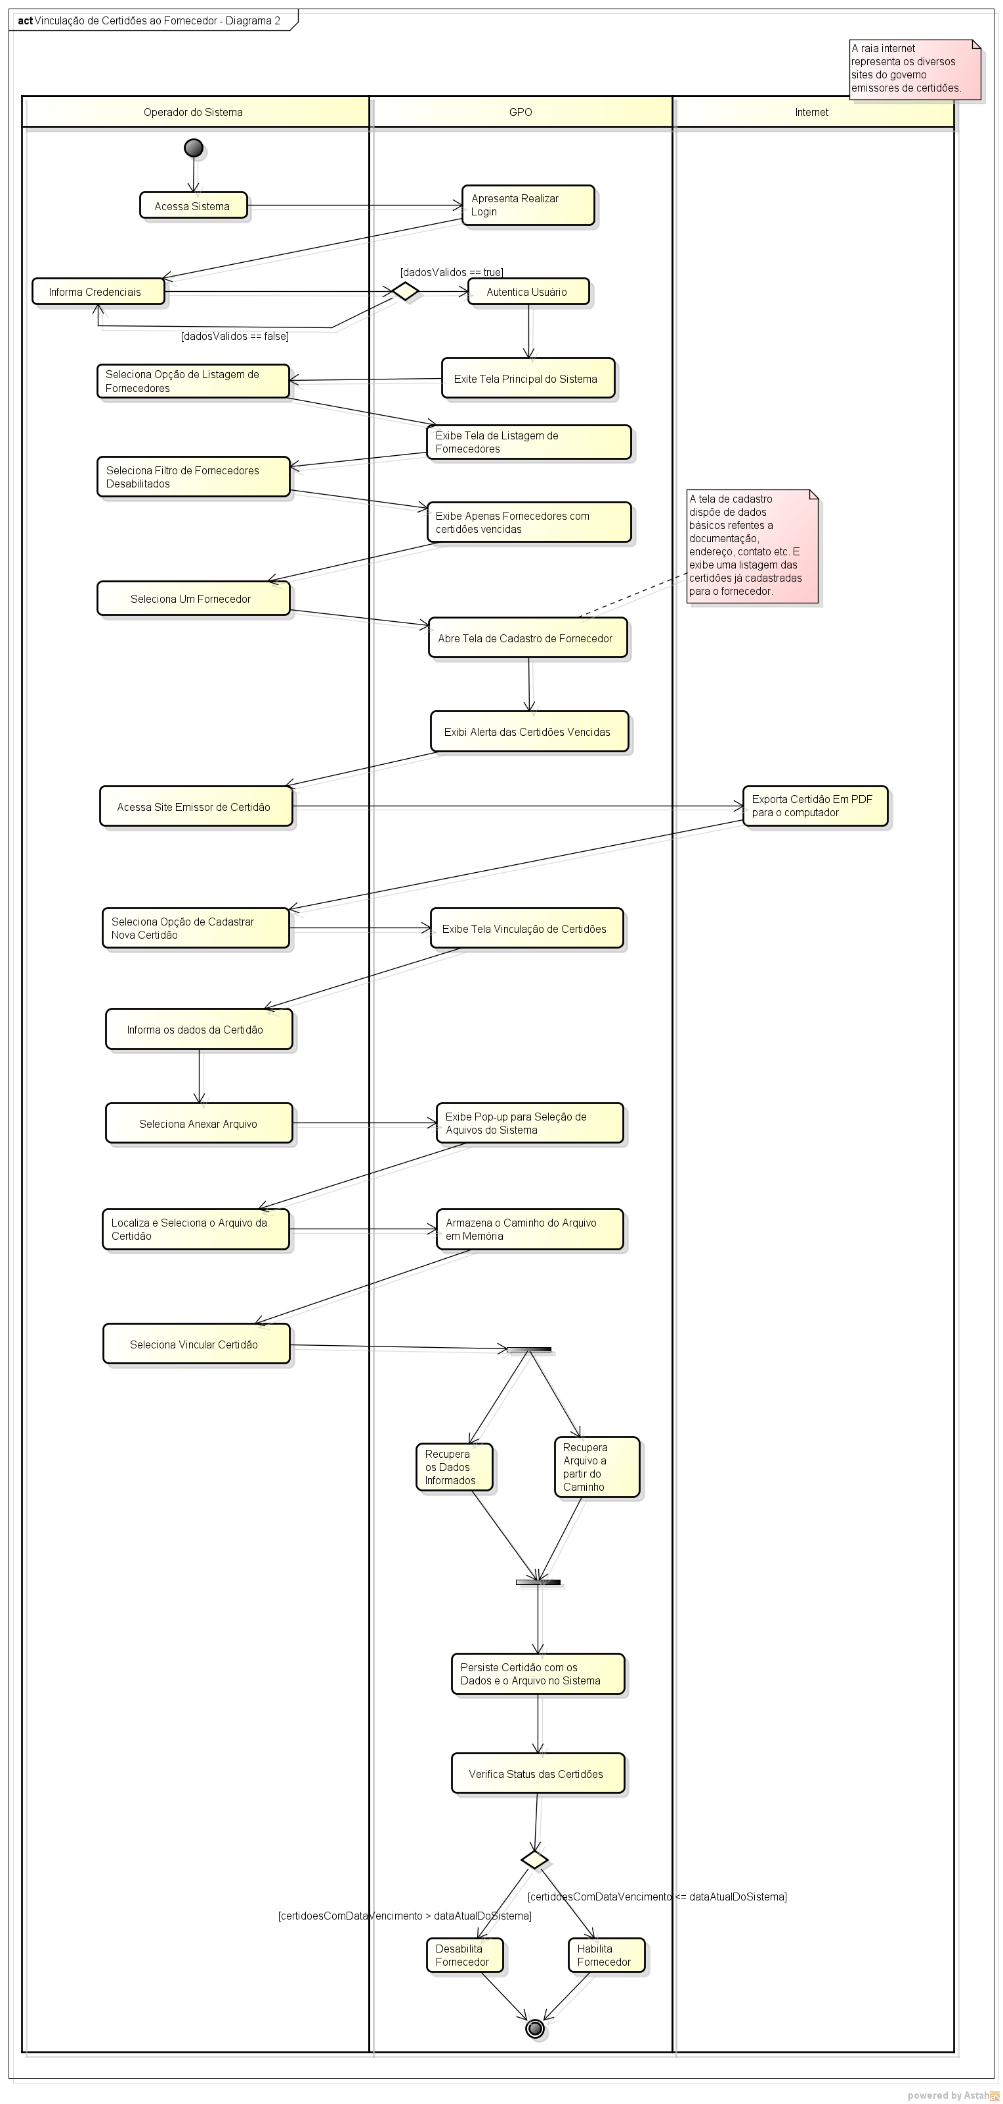 act Vinculação de Certidões ao Fornecedor - Diagrama 2
A raia internet
representa os diversos
sites do governo
emissores de certidões.
Operador do Sistema
GPO
Internet
Acessa Sistema
Apresenta Realizar
Login
Informa Credenciais
[dadosValidos == true]
Autentica Usuário
[dadosValidos == false]
Exite Tela Principal do Sistema
Seleciona Opção de Listagem de
Fornecedores
Exibe Tela de Listagem de
Fornecedores
Seleciona Filtro de Fornecedores
Desabilitados
Exibe Apenas Fornecedores com
certidões vencidas
A tela de cadastro
dispõe de dados
básicos refentes a
documentação,
endereço, contato etc. E
exibe uma listagem das
certidões já cadastradas
para o fornecedor.
Seleciona Um Fornecedor
Abre Tela de Cadastro de Fornecedor
Exibi Alerta das Certidões Vencidas
Acessa Site Emissor de Certidão
Exporta Certidão Em PDF
para o computador
Seleciona Opção de Cadastrar
Nova Certidão
Exibe Tela Vinculação de Certidões
Informa os dados da Certidão
Seleciona Anexar Arquivo
Exibe Pop-up para Seleção de
Aquivos do Sistema
Localiza e Seleciona o Arquivo da
Certidão
Armazena o Caminho do Arquivo
em Memória
Seleciona Vincular Certidão
Recupera
os Dados
Informados
Recupera
Arquivo a
partir do
Caminho
Persiste Certidão com os
Dados e o Arquivo no Sistema
Verifica Status das Certidões
[certidoesComDataVencimento <= dataAtualDoSistema]
[certidoesComDataVencimento > dataAtualDoSistema]
Desabilita
Fornecedor
Habilita
Fornecedor
powered by Astah